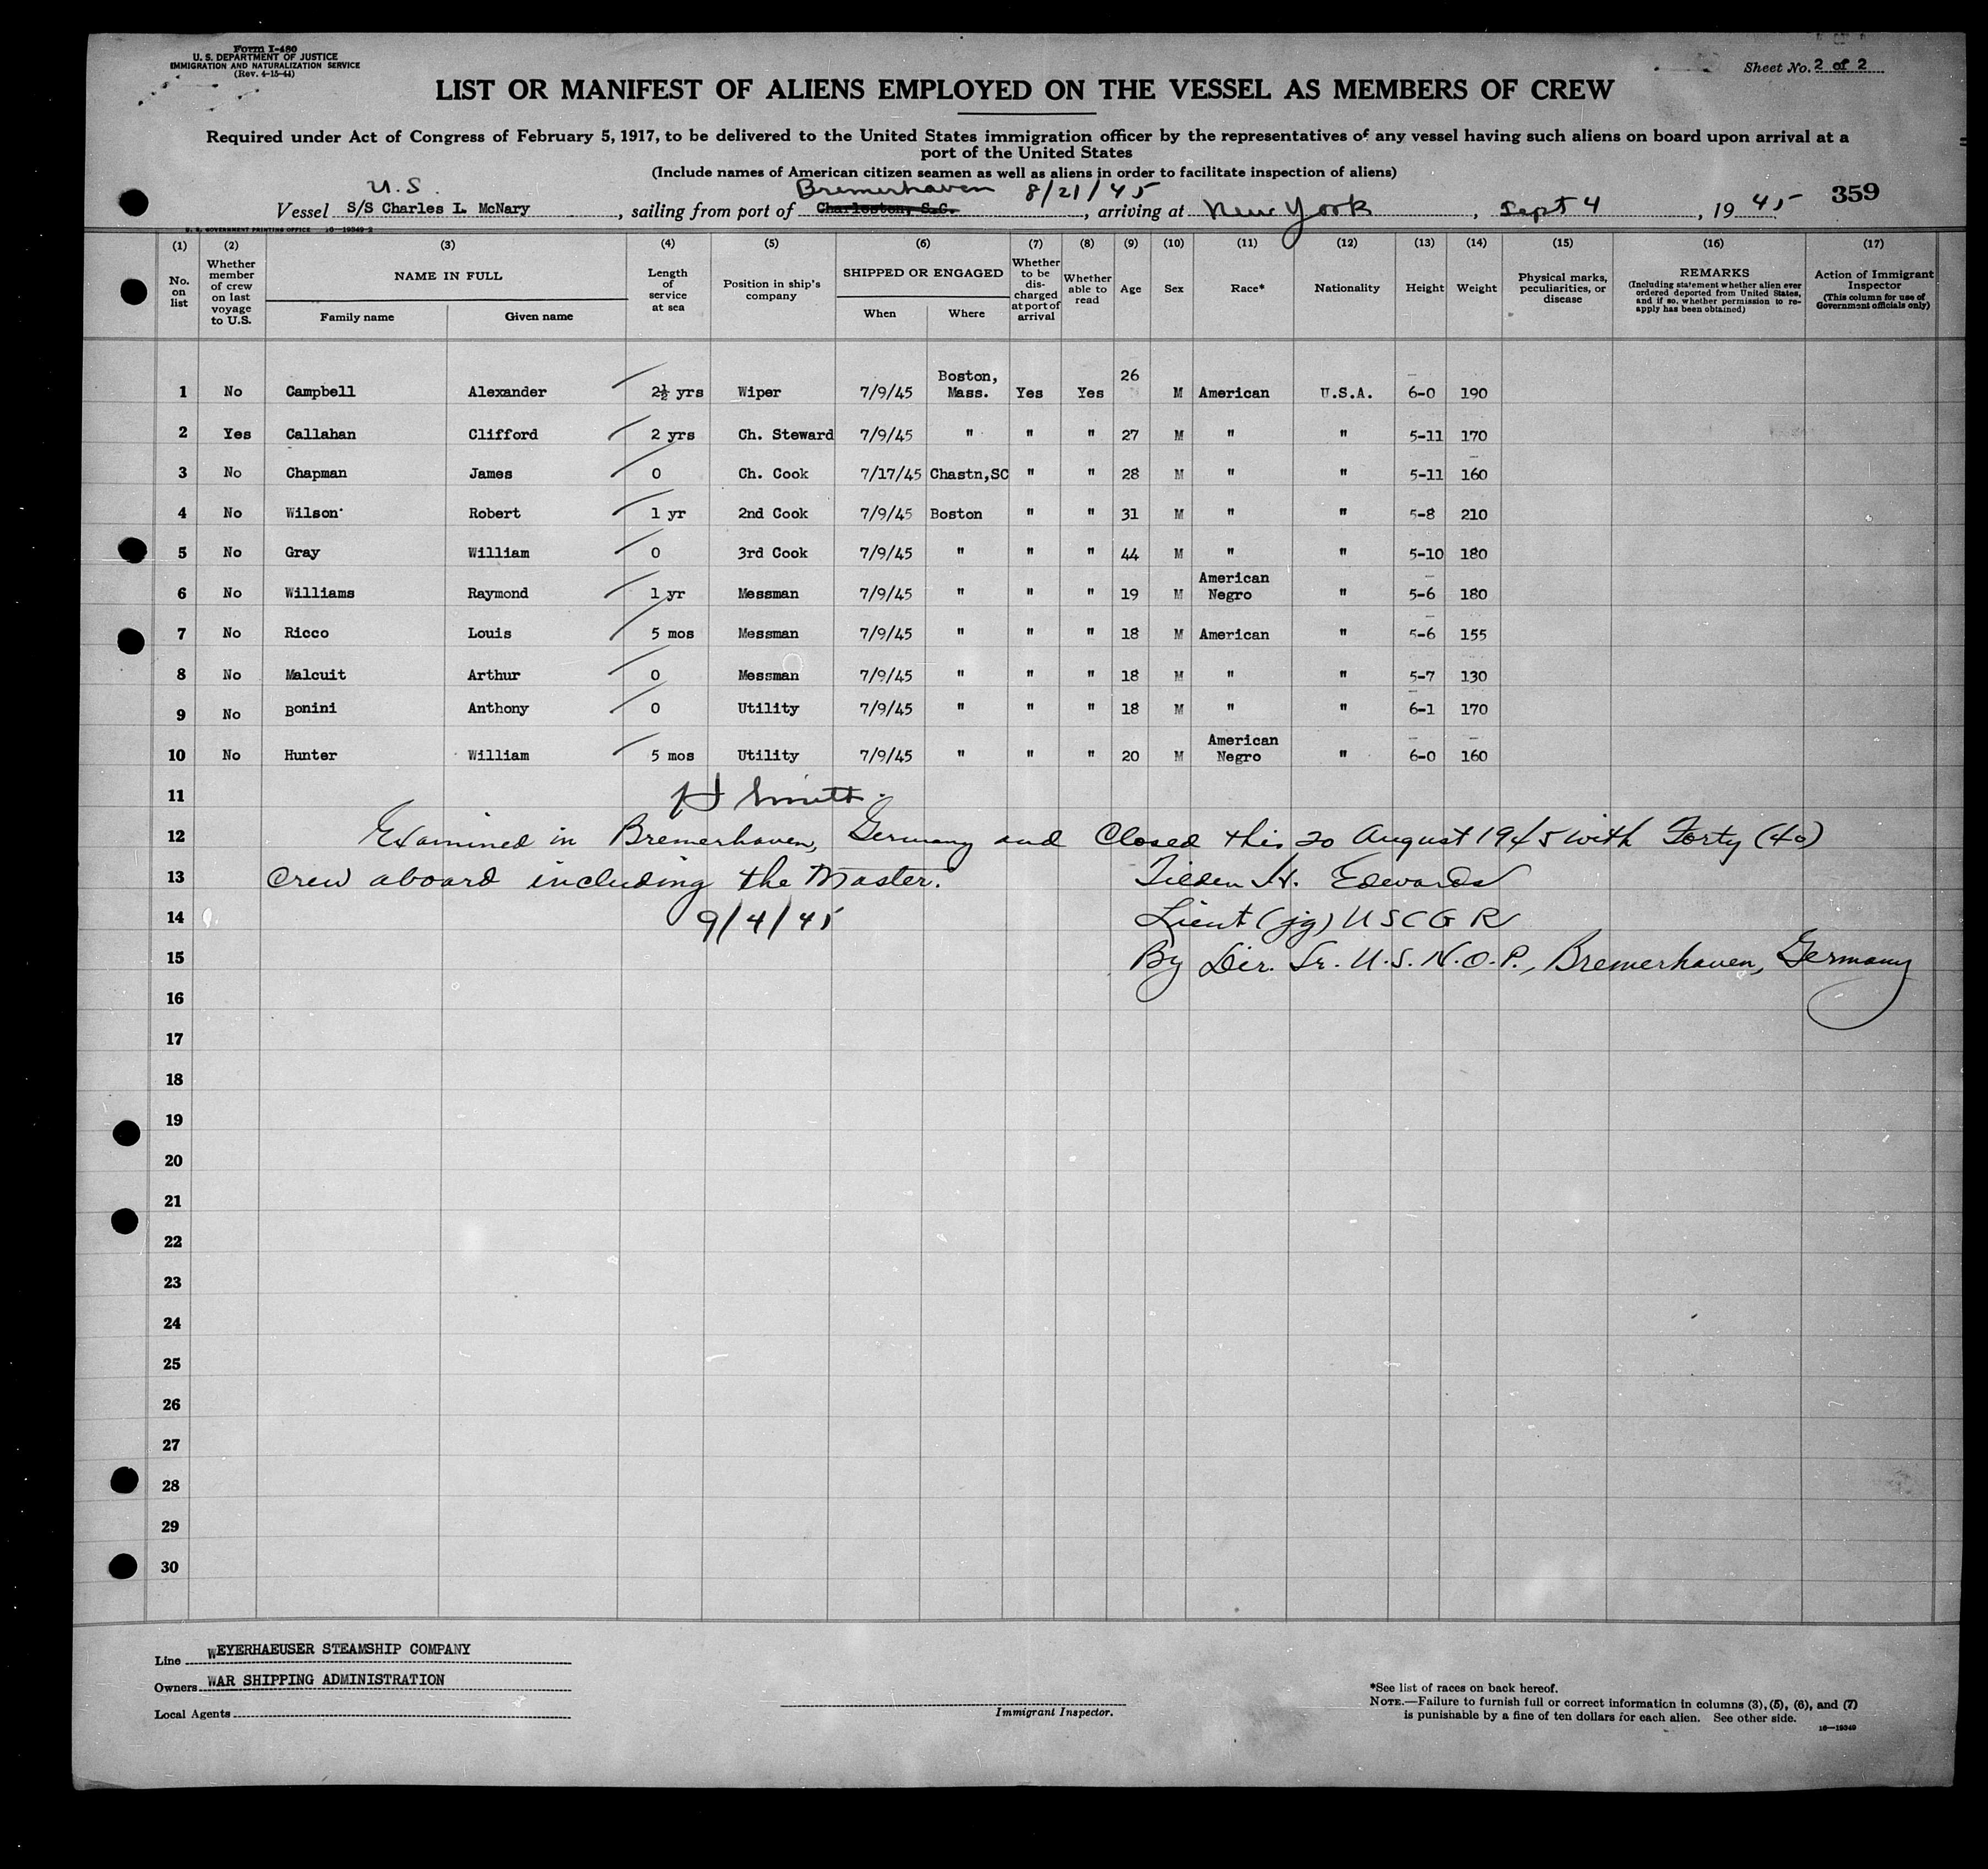 Form I-480
U. S. DEPARTMENT OF JUSTICE
IMMIGRATION AND NATURALIZATION SERVICE
(Rev. 4-15-44)
Sheet No. 2 of 2
LIST OR MANIFEST OF ALIENS EMPLOYED ON THE VESSEL AS MEMBERS OF CREW
Required under Act of Congress of February 5, 1917, to be delivered to the United States immigration officer by the representatives of any vessel having such aliens on board upon arrival at a
port of the United States
(Include names of American citizen seamen as well as aliens in order to facilitate inspection of aliens)
U.S. Bremerhaven 8/21/45
Vessel S/S Charles L. McNary, sailing from port of Charleston, S.C., arriving at New York, Sept 4, 19 45 359
U. S. GOVERNMENT PRINTING OFFICE 16-19349-2
(1) (2) (3) (4) (5) (6) (7) (8) (9) (10) (11) (12) (13) (14) (15) (16) (17)
No. on list
Whether member of crew on last voyage to U.S.
NAME IN FULL
Family name Given name
Length of service at sea
Position in ship's company
SHIPPED OR ENGAGED
When Where
Whether to be discharged at port of arrival
Whether able to read
Age
Sex
Race*
Nationality
Height
Weight
Physical marks, peculiarities, or disease
REMARKS
(Including statement whether alien ever ordered deported from United States, and if so, whether permission to reapply has been obtained)
Action of Immigrant Inspector
(This column for use of Government officials only)
1 No Campbell Alexander 2½ yrs Wiper 7/9/45 Boston, Mass. Yes Yes 26 M American U.S.A. 6-0 190
2 Yes Callahan Clifford 2 yrs Ch. Steward 7/9/45 " " " 27 M " " 5-11 170
3 No Chapman James 0 Ch. Cook 7/17/45 Chastn,SC " " 28 M " " 5-11 160
4 No Wilson Robert 1 yr 2nd Cook 7/9/45 Boston " " 31 M " " 5-8 210
5 No Gray William 0 3rd Cook 7/9/45 " " " 44 M " " 5-10 180
6 No Williams Raymond 1 yr Messman 7/9/45 " " " 19 M American Negro " 5-6 180
7 No Ricco Louis 5 mos Messman 7/9/45 " " " 18 M American " 5-6 155
8 No Malcuit Arthur 0 Messman 7/9/45 " " " 18 M " " 5-7 130
9 No Bonini Anthony 0 Utility 7/9/45 " " " 18 M " " 6-1 170
10 No Hunter William 5 mos Utility 7/9/45 " " " 20 M American Negro " 6-0 160
11 H Smith.
12 Examined in Bremerhaven, Germany and Closed this 20 August 1945 with Forty (40)
13 Crew aboard including the Master. Tilden H. Edwards
14 9/4/45 Lieut (jg) USCGR
15 By Dir. Sr. U.S.N.O.P., Bremerhaven, Germany
16
17
18
19
20
21
22
23
24
25
26
27
28
29
30
Line WEYERHAEUSER STEAMSHIP COMPANY
Owners WAR SHIPPING ADMINISTRATION
Local Agents
Immigrant Inspector.
*See list of races on back hereof.
NOTE.—Failure to furnish full or correct information in columns (3), (5), (6), and (7)
is punishable by a fine of ten dollars for each alien. See other side.
16—19349